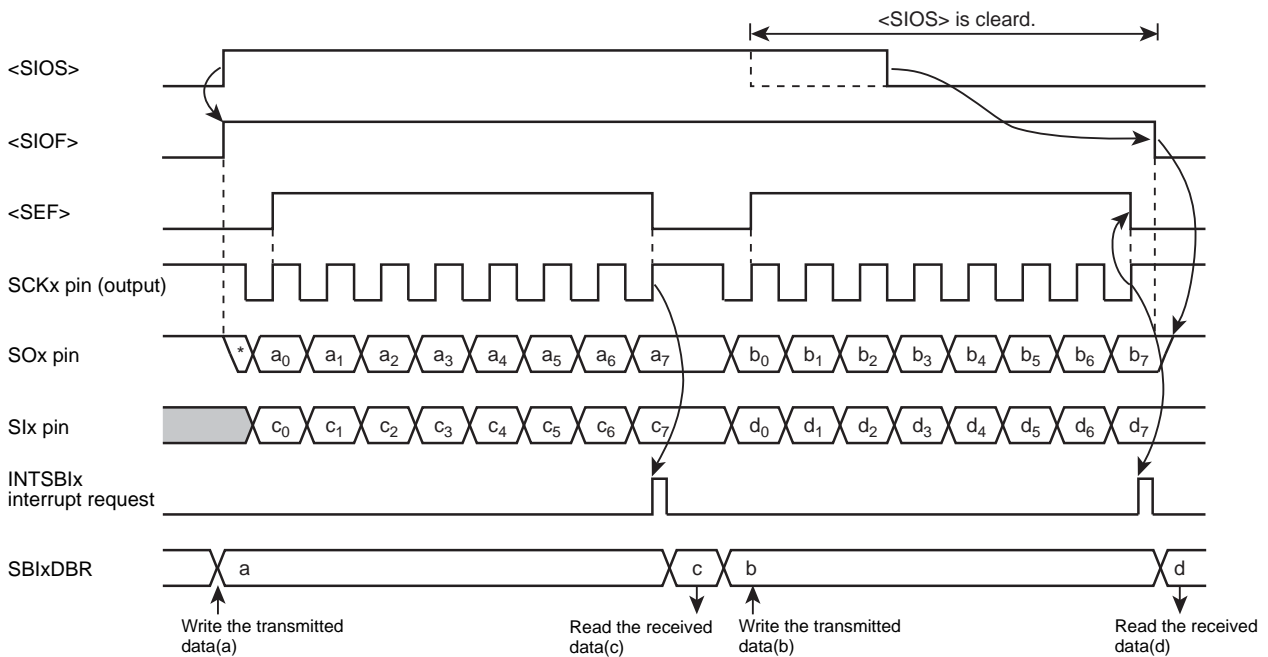 <SIOS> is cleard.
<SIOS>
<SIOF>
<SEF>
SCKx pin (output)
SOx pin
* a0 a1 a2 a3 a4 a5 a6 a7 b0 b1 b2 b3 b4 b5 b6 b7
SIx pin
c0 c1 c2 c3 c4 c5 c6 c7 d0 d1 d2 d3 d4 d5 d6 d7
INTSBIx
interrupt request
SBIxDBR
a c b d
Write the transmitted
data(a)
Read the received
data(c)
Write the transmitted
data(b)
Read the received
data(d)